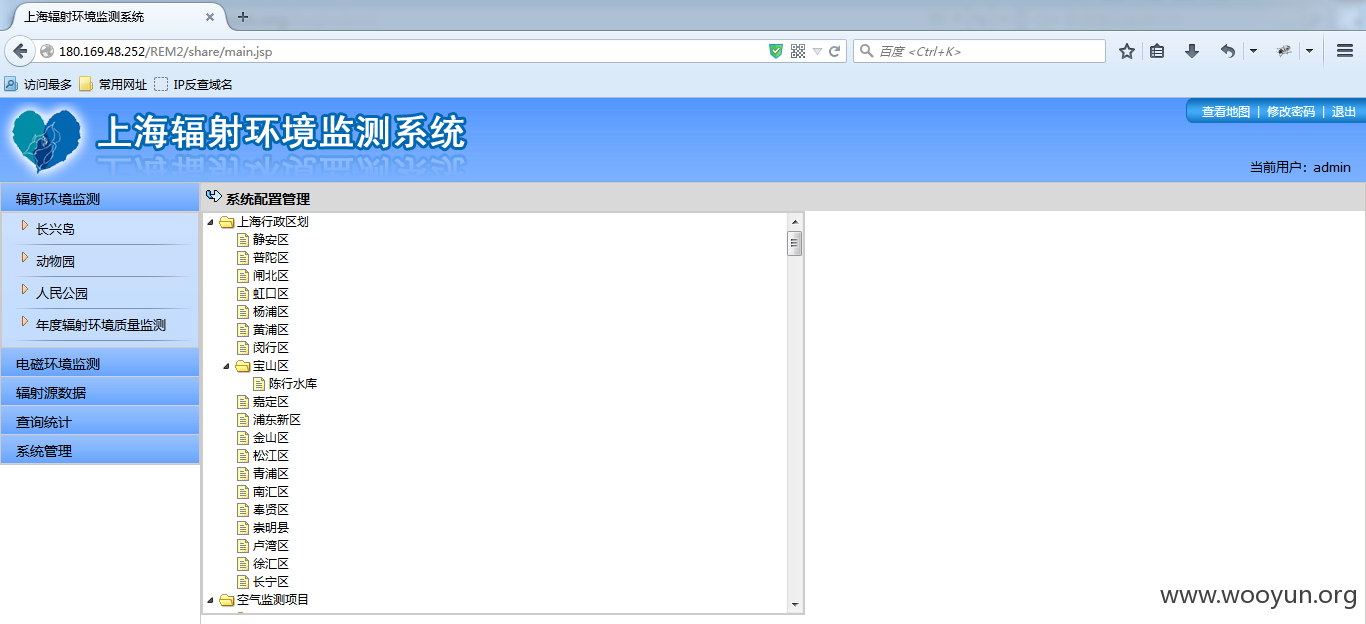 上海辐射环境监测系统
180.169.48.252/REM2/share/main.jsp
百度 <Ctrl+K>
访问最多 常用网址 IP反查域名
上海辐射环境监测系统
查看地图 | 修改密码 | 退出
当前用户：admin
辐射环境监测
长兴岛
动物园
人民公园
年度辐射环境质量监测
电磁环境监测
辐射源数据
查询统计
系统管理
系统配置管理
上海行政区划
静安区
普陀区
闸北区
虹口区
杨浦区
黄浦区
闵行区
宝山区
陈行水库
嘉定区
浦东新区
金山区
松江区
青浦区
南汇区
奉贤区
崇明县
卢湾区
徐汇区
长宁区
空气监测项目
www.wooyun.org